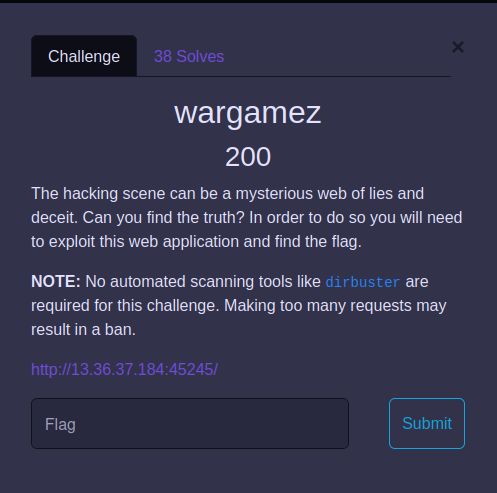 Challenge
38 Solves
×
wargamez
200
The hacking scene can be a mysterious web of lies and
deceit. Can you find the truth? In order to do so you will need
to exploit this web application and find the flag.
NOTE: No automated scanning tools like dirbuster are
required for this challenge. Making too many requests may
result in a ban.
http://13.36.37.184:45245/
Flag
Submit